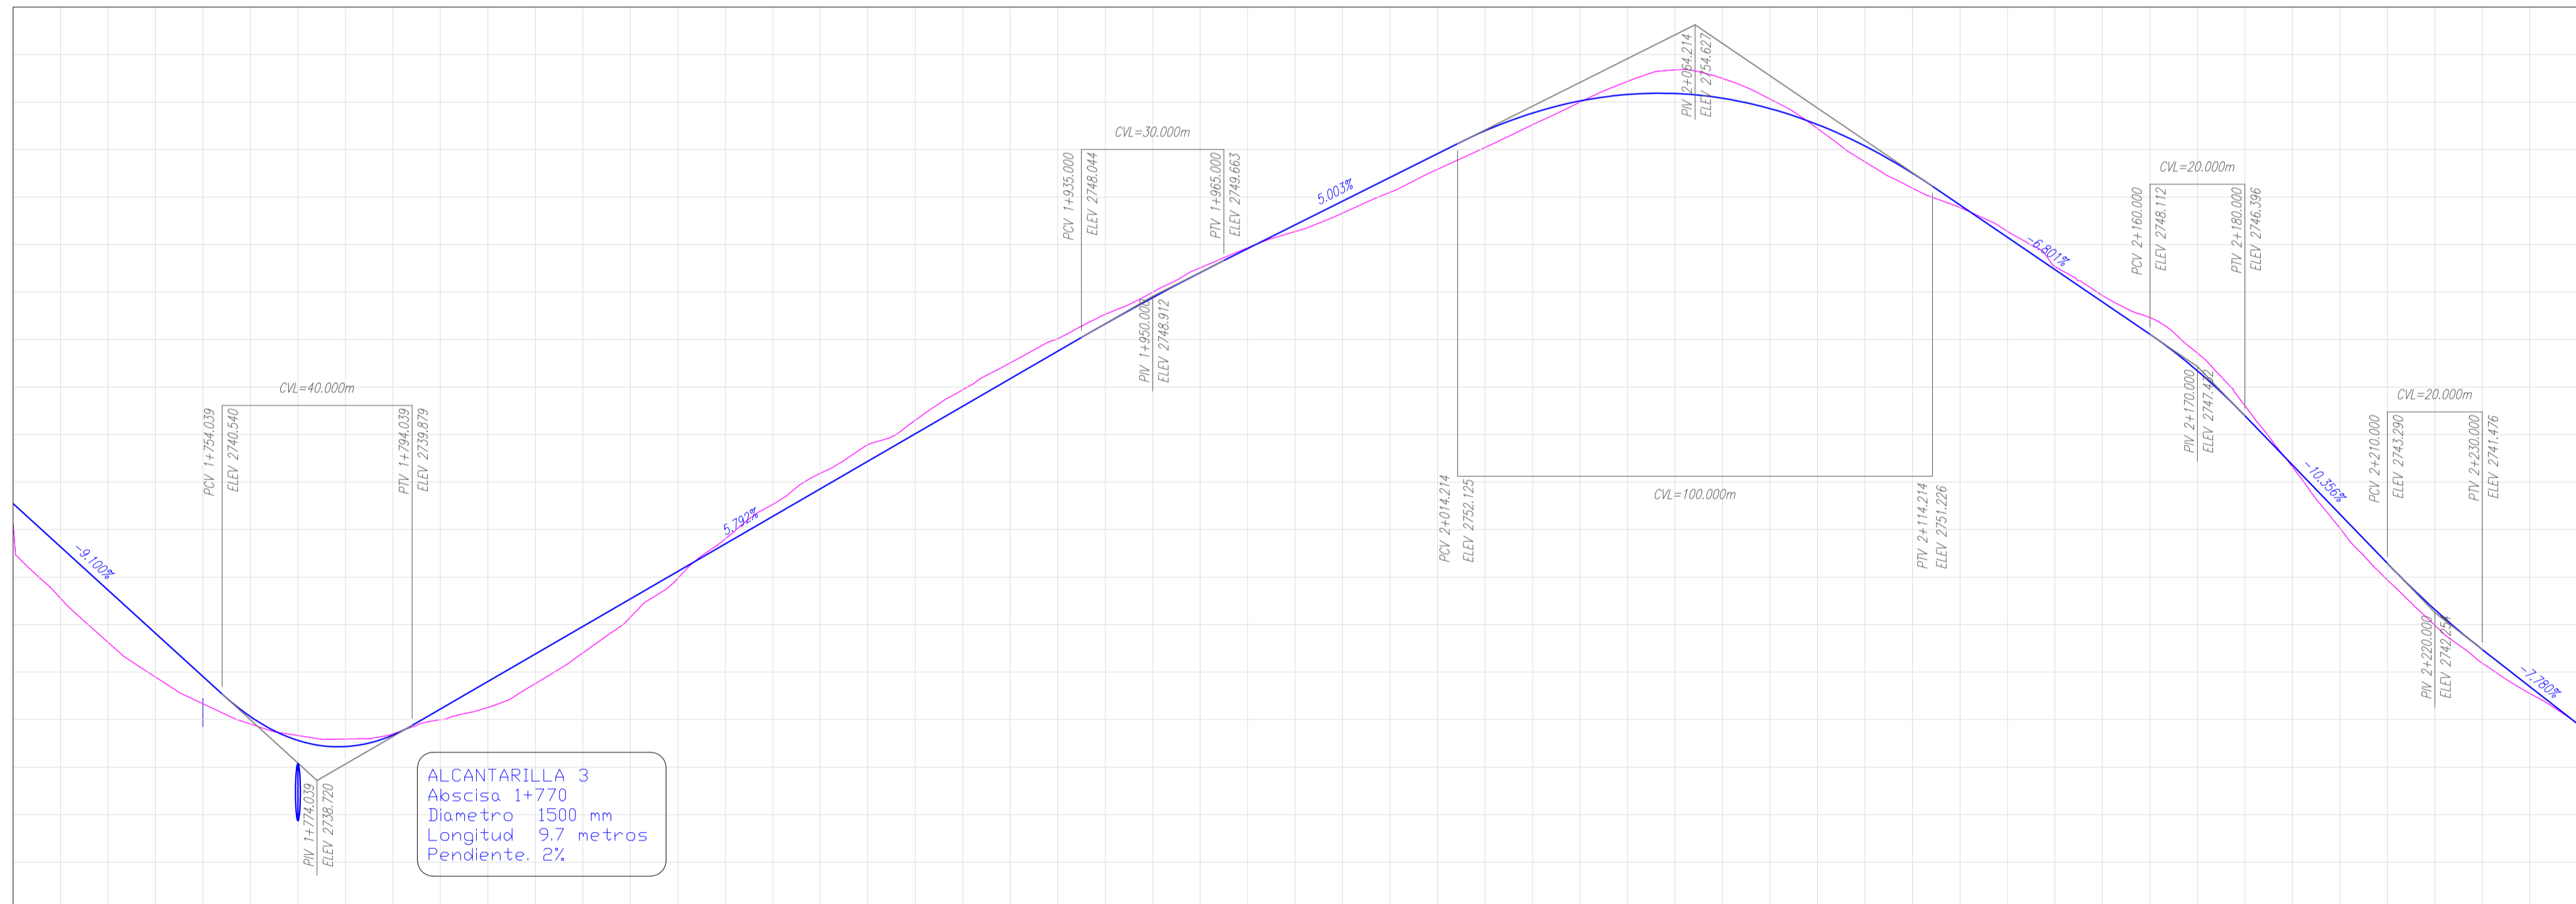 -9.100%
PCV 1+754.039
ELEV 2740.540
CVL=40.000m
PTV 1+794.039
ELEV 2739.879
PIV 1+774.039
ELEV 2738.720
ALCANTARILLA 3
Abscisa 1+770
Diametro 1500 mm
Longitud 9.7 metros
Pendiente. 2%
5.792%
PCV 1+935.000
ELEV 2748.044
CVL=30.000m
PTV 1+965.000
ELEV 2749.663
PIV 1+950.000
ELEV 2748.912
5.003%
PCV 2+014.214
ELEV 2752.125
CVL=100.000m
PIV 2+064.214
ELEV 2754.627
PTV 2+114.214
ELEV 2751.226
-6.801%
PCV 2+160.000
ELEV 2748.112
CVL=20.000m
PTV 2+180.000
ELEV 2746.396
PIV 2+170.000
ELEV 2747.432
-10.356%
PCV 2+210.000
ELEV 2743.290
CVL=20.000m
PTV 2+230.000
ELEV 2741.476
PIV 2+220.000
ELEV 2742.254
-7.780%